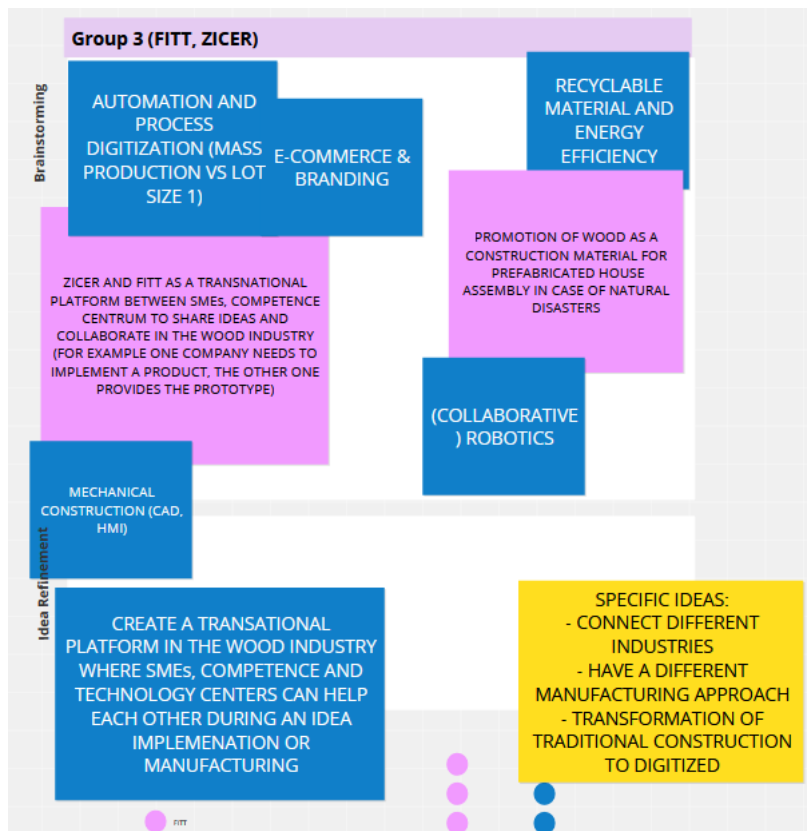 Group 3 (FITT, ZICER)
Brainstorming
AUTOMATION AND
PROCESS
DIGITIZATION (MASS
PRODUCTION VS LOT
SIZE 1)
E-COMMERCE &
BRANDING
RECYCLABLE
MATERIAL AND
ENERGY
EFFICIENCY
ZICER AND FITT AS A TRANSNATIONAL
PLATFORM BETWEEN SMEs, COMPETENCE
CENTRUM TO SHARE IDEAS AND
COLLABORATE IN THE WOOD INDUSTRY
(FOR EXAMPLE ONE COMPANY NEEDS TO
IMPLEMENT A PRODUCT, THE OTHER ONE
PROVIDES THE PROTOTYPE)
PROMOTION OF WOOD AS A
CONSTRUCTION MATERIAL FOR
PREFABRICATED HOUSE
ASSEMBLY IN CASE OF NATURAL
DISASTERS
(COLLABORATIVE
) ROBOTICS
MECHANICAL
CONSTRUCTION (CAD,
HMI)
Idea Refinement
CREATE A TRANSATIONAL
PLATFORM IN THE WOOD INDUSTRY
WHERE SMEs, COMPETENCE AND
TECHNOLOGY CENTERS CAN HELP
EACH OTHER DURING AN IDEA
IMPLEMENATION OR
MANUFACTURING
SPECIFIC IDEAS:
- CONNECT DIFFERENT
INDUSTRIES
- HAVE A DIFFERENT
MANUFACTURING APPROACH
- TRANSFORMATION OF
TRADITIONAL CONSTRUCTION
TO DIGITIZED
FITT